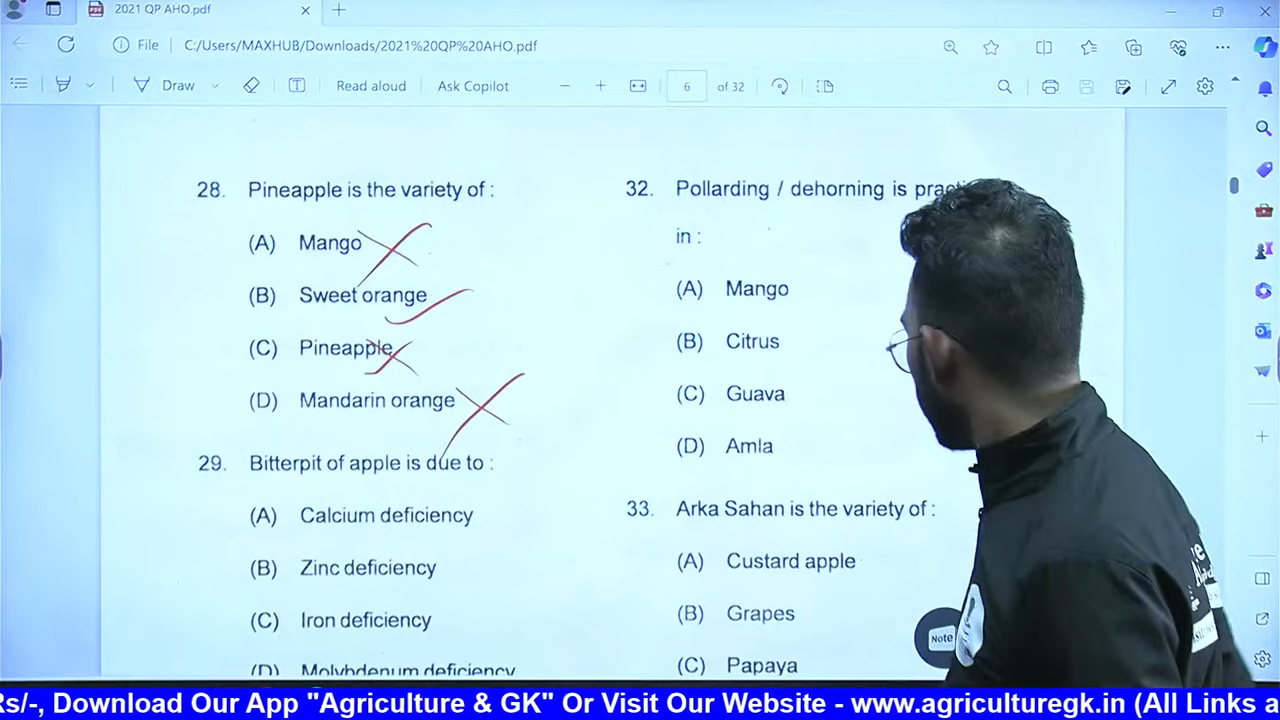 2021 QP AHO.pdf
File
C:/Users/MAXHUB/Downloads/2021%20QP%20AHO.pdf
Draw
Read aloud
Ask Copilot
6
of 32
28. Pineapple is the variety of :
(A) Mango
(B) Sweet orange
(C) Pineapple
(D) Mandarin orange
29. Bitterpit of apple is due to :
(A) Calcium deficiency
(B) Zinc deficiency
(C) Iron deficiency
(D) Molybdenum deficiency
32. Pollarding / dehorning is
in :
(A) Mango
(B) Citrus
(C) Guava
(D) Amla
33. Arka Sahan is the variety of :
(A) Custard apple
(B) Grapes
(C) Papaya
Note
Rs/-, Download Our App "Agriculture & GK" Or Visit Our Website - www.agriculturegk.in (All Links a